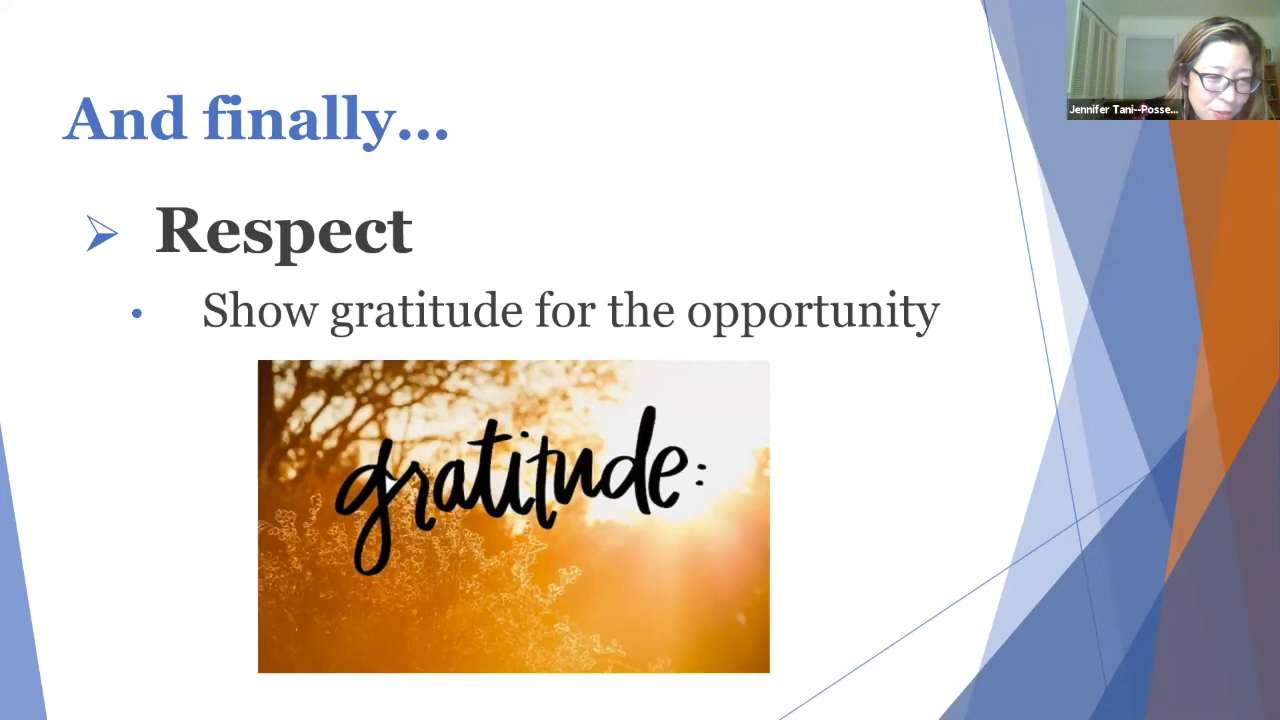 Jennifer Tani--Posse...
And finally...
Respect
Show gratitude for the opportunity
gratitude: